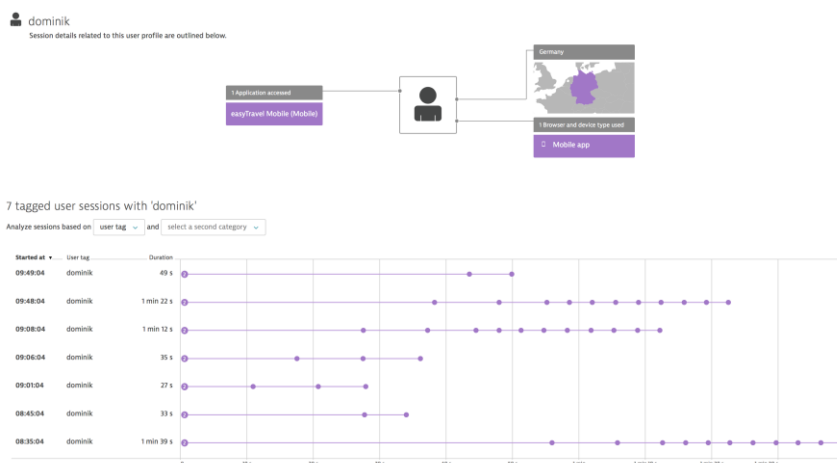 dominik
Session details related to this user profile are outlined below.
Germany
1 Application accessed
easyTravel Mobile (Mobile)
1 Browser and device type used
Mobile app
7 tagged user sessions with 'dominik'
Analyze sessions based on user tag and select a second category
Started at ▼ User tag Duration
09:49:04 dominik 49 s
09:48:04 dominik 1 min 22 s
09:08:04 dominik 1 min 12 s
09:06:04 dominik 35 s
09:01:04 dominik 27 s
08:45:04 dominik 33 s
08:35:04 dominik 1 min 39 s